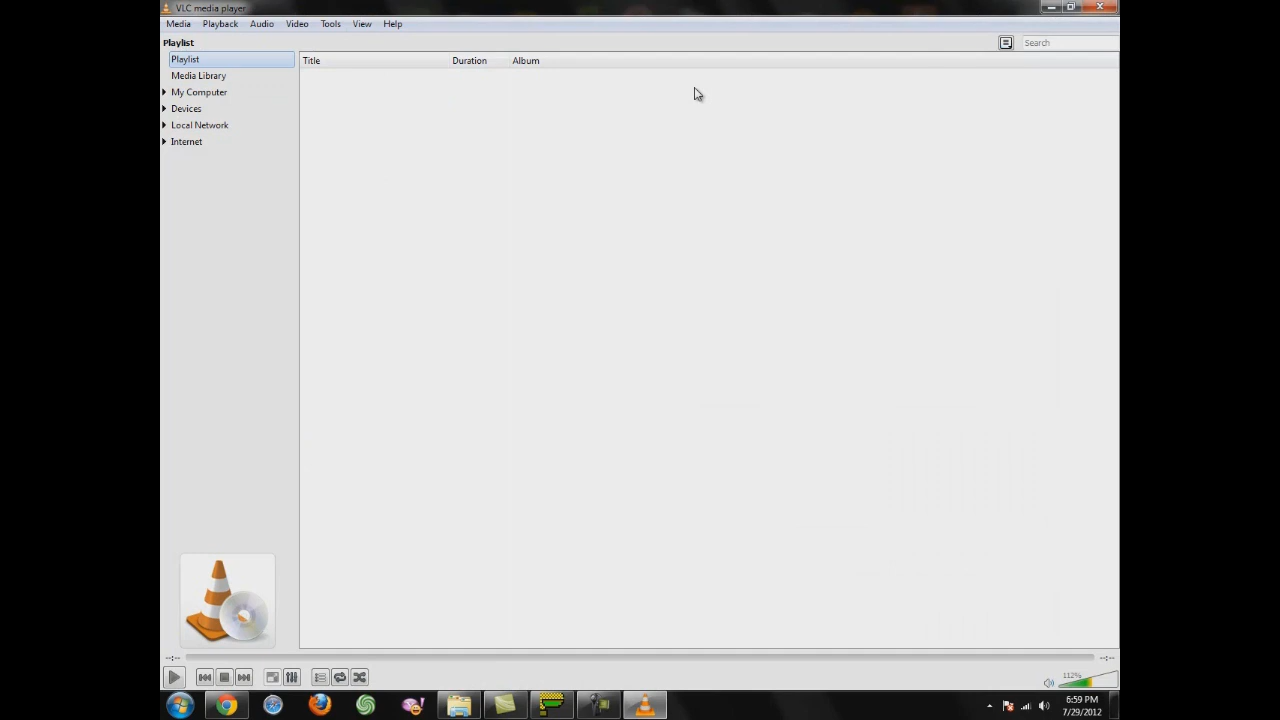 VLC media player
Media Playback Audio Video Tools View Help
Playlist
Search
Playlist
Media Library
My Computer
Devices
Local Network
Internet
Title Duration Album
--:-- --:--
112%
6:59 PM
7/29/2012